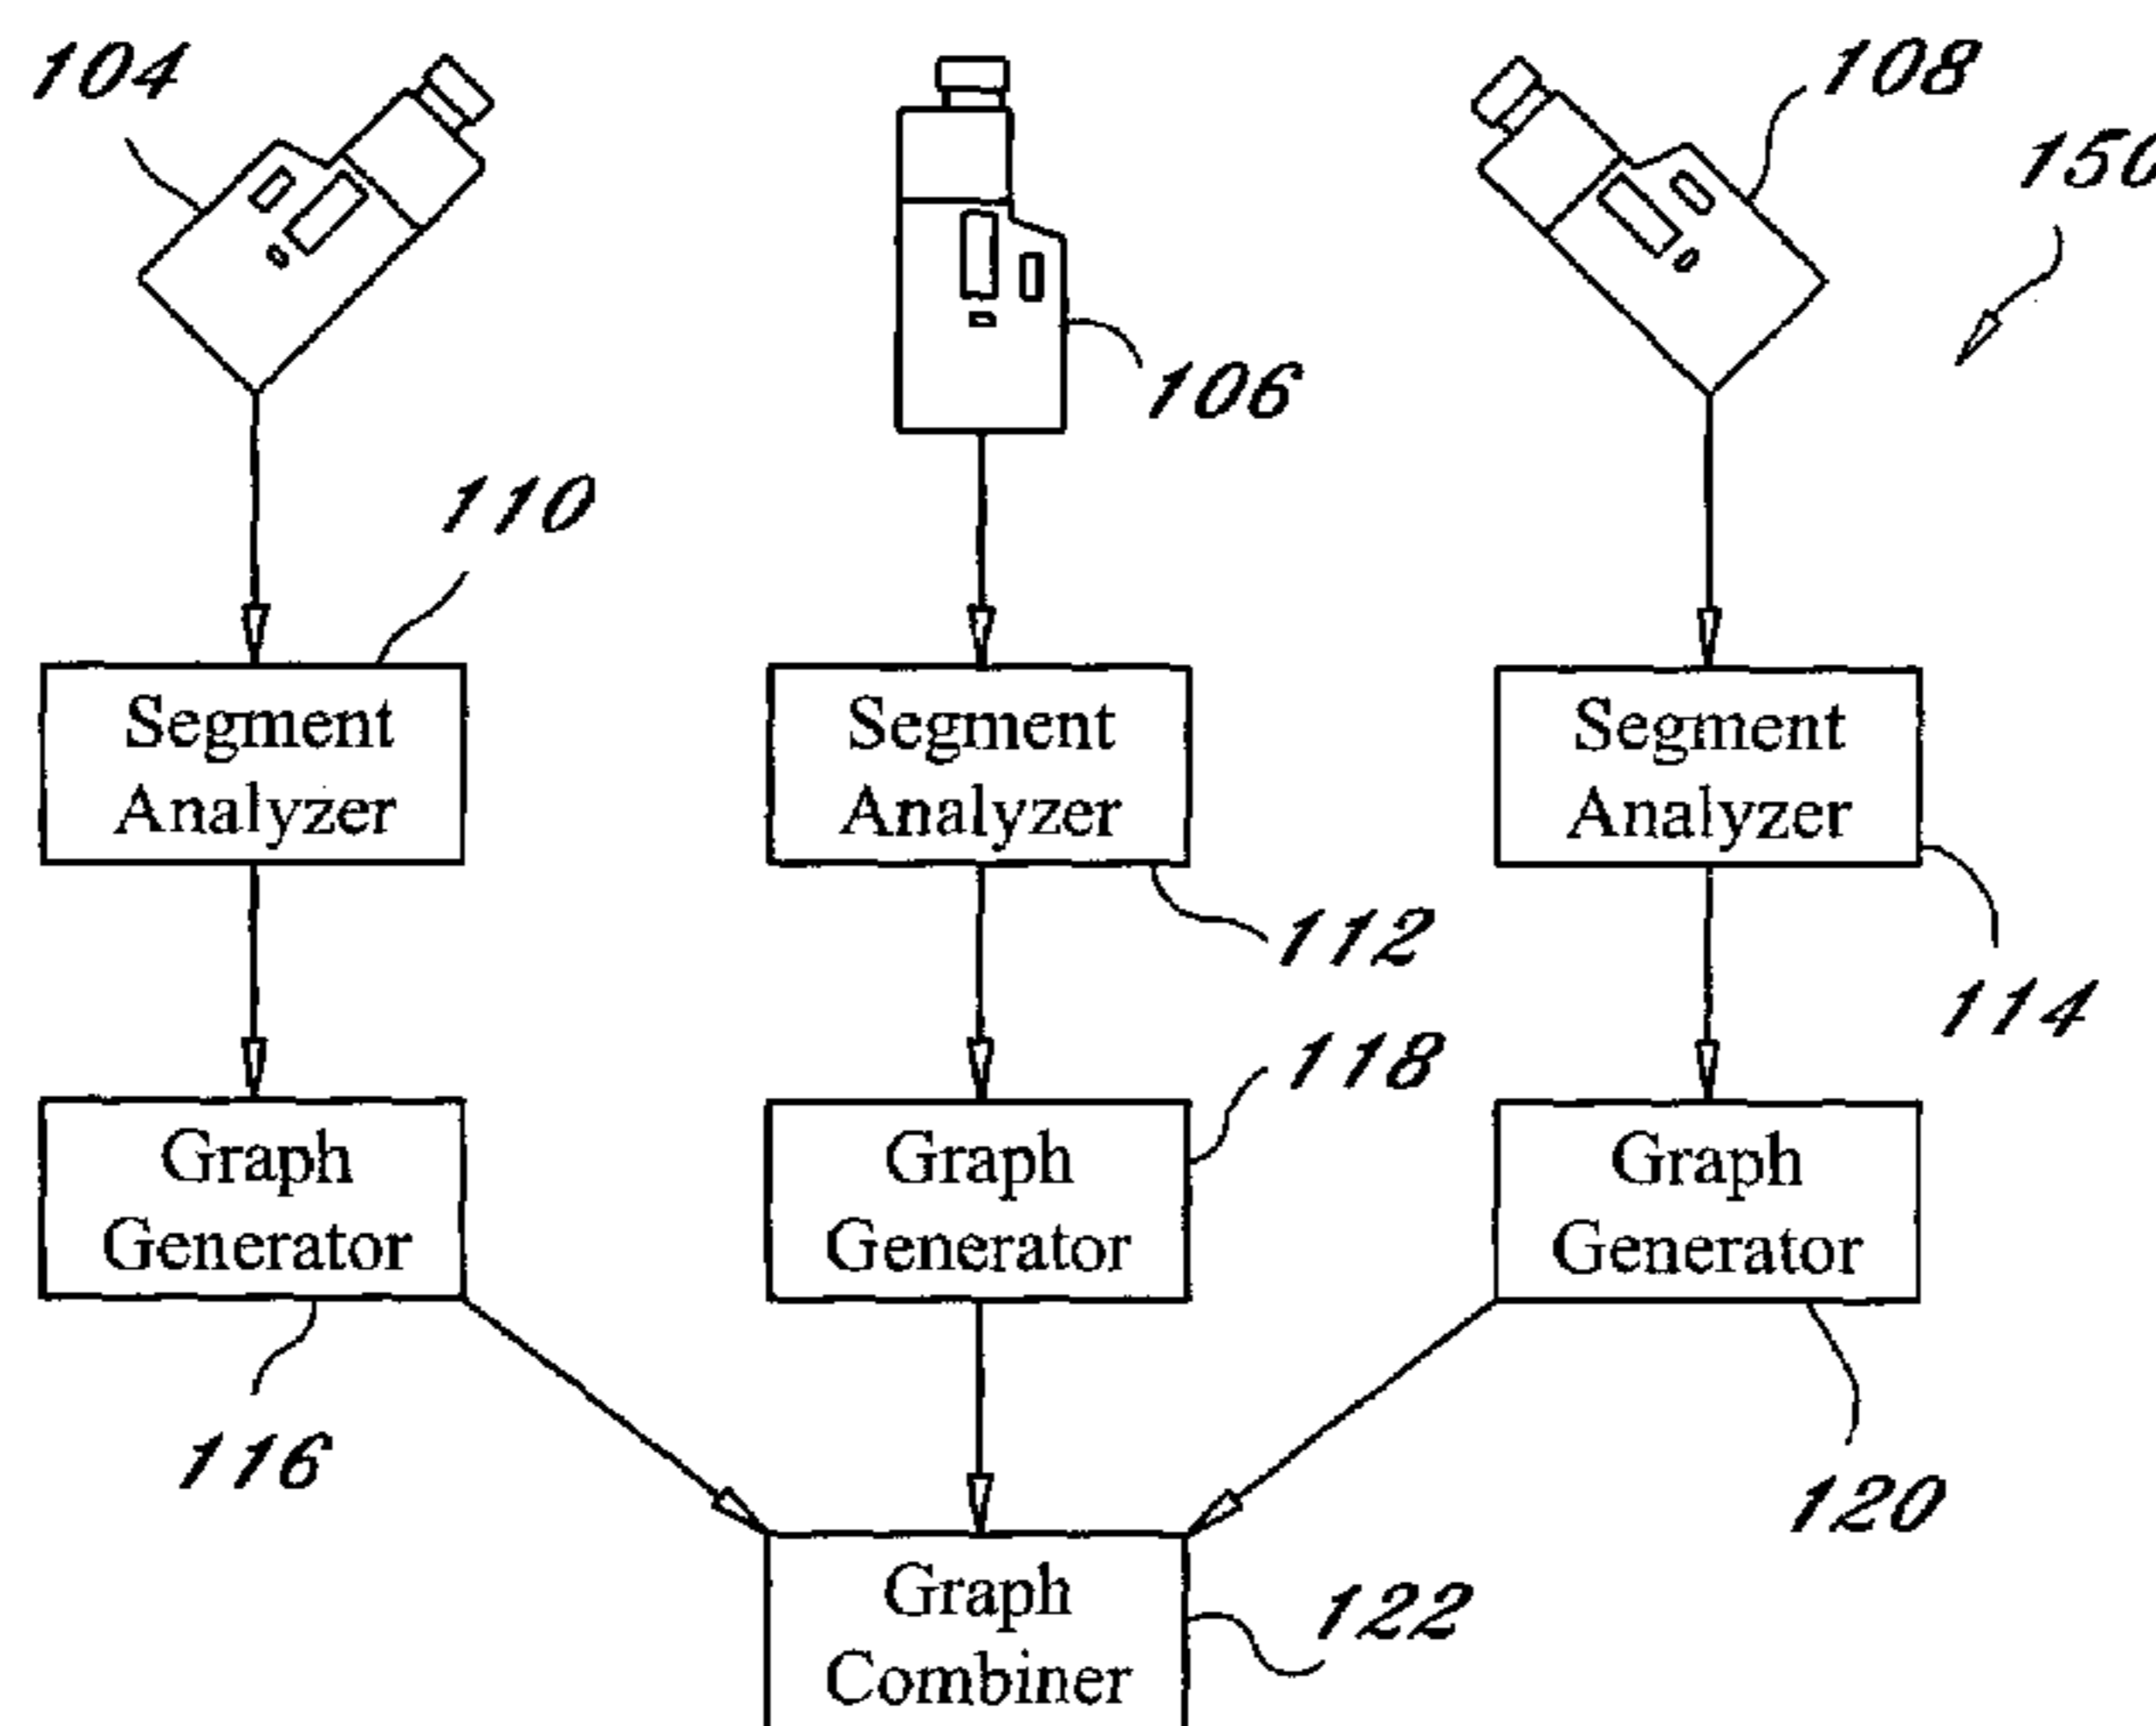 104
108
150
106
110
Segment
Analyzer
Segment
Analyzer
Segment
Analyzer
112
114
118
Graph
Generator
Graph
Generator
Graph
Generator
116
120
Graph
Combiner
122